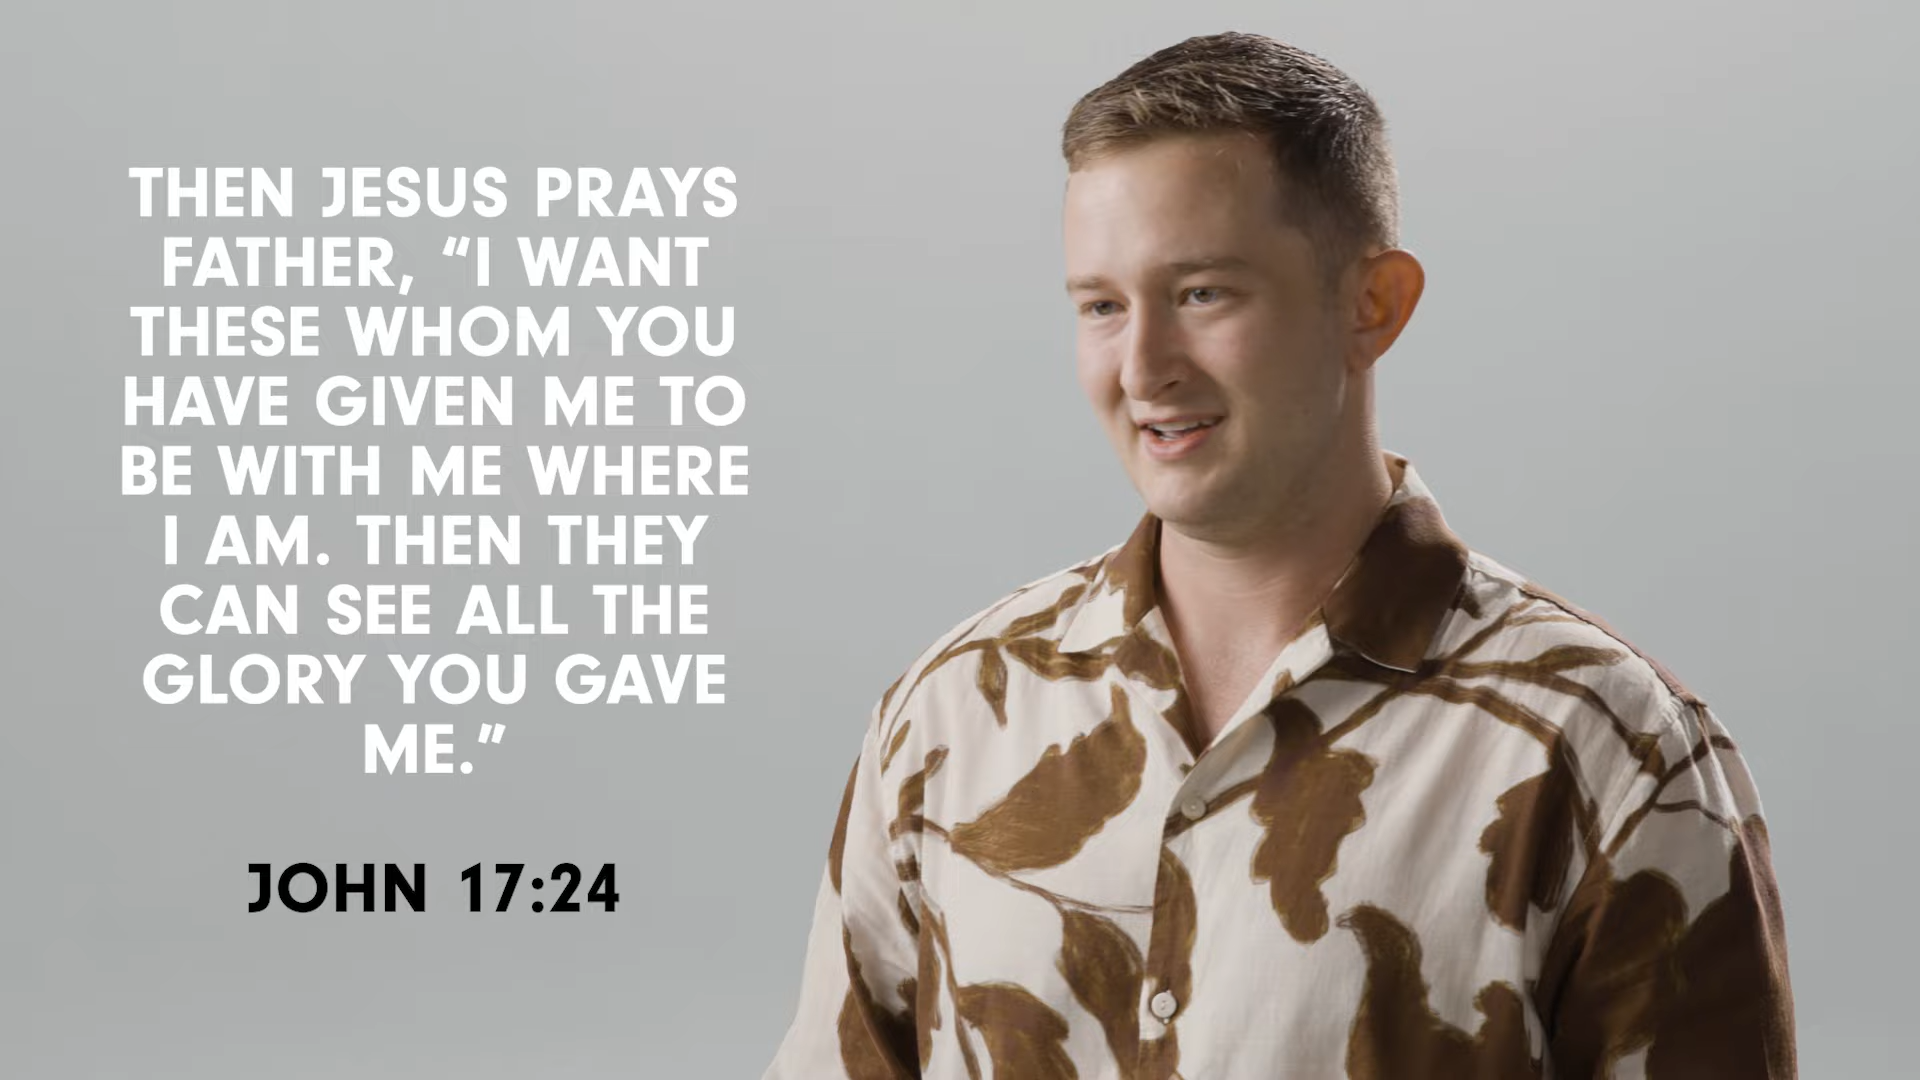 THEN JESUS PRAYS
FATHER, “I WANT
THESE WHOM YOU
HAVE GIVEN ME TO
BE WITH ME WHERE
I AM. THEN THEY
CAN SEE ALL THE
GLORY YOU GAVE
ME.”
JOHN 17:24